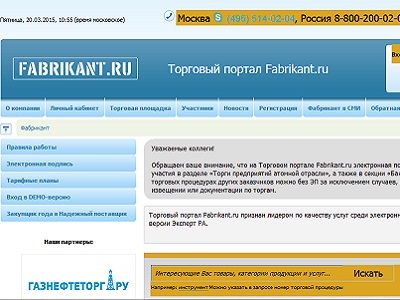 Пятница, 20.03.2015, 10:55 (время московское)
Москва (495) 514-02-04, Россия 8-800-200-02-0
FABRIKANT.RU
Торговый портал Fabrikant.ru
Вхо
О компании Личный кабинет Торговая площадка Участники Новости Регистрация Фабрикант в СМИ Обратная
Фабрикант
Правила работы
Электронная подпись
Тарифные планы
Вход в DEMO-версию
Закупщик года и Надежный поставщик
Уважаемые коллеги!
Обращаем ваше внимание, что на Торговом портале Fabrikant.ru электронная по
участия в разделе «Торги предприятий атомной отрасли», а также в секции «Ба
торговых процедурах других заказчиков можно без ЭП за исключением случаев,
извещении или документации по торгам.
Торговый портал Fabrikant.ru признан лидером по качеству услуг среди электрон
версии Эксперт РА.
Наши партнеры:
ГАЗНЕФТЕТОРГ.РУ
Интересующие Вас товары, категории продукции и услуг... Искать
Например: инструмент Можно указать в запросе номер торговой процедуры